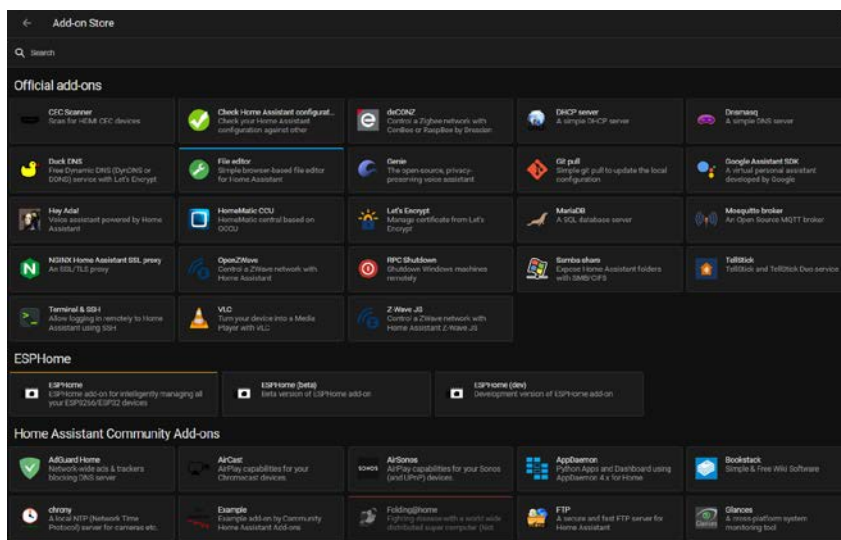 Add-on Store
Search
Official add-ons
CEC Scanner
Scan for HDMI CEC devices
Check Home Assistant configurat...
Check your Home Assistant
configuration against other
deCONZ
Control a Zigbee network with
ConBee or RaspBee by Dresden
DHCP server
A simple DHCP server
Dnsmasq
A simple DNS server
Duck DNS
Free Dynamic DNS (DynDNS or
DDNS) service with Let's Encrypt
File editor
Simple browser-based file editor
for Home Assistant
Genie
The open-source, privacy-
preserving voice assistant
Git pull
Simple git pull to update the local
configuration
Google Assistant SDK
A virtual personal assistant
developed by Google
Hey Ada!
Voice assistant powered by Home
Assistant
HomeMatic CCU
HomeMatic central based on
OCCU
Let's Encrypt
Manage certificate from Let's
Encrypt
MariaDB
A SQL database server
Mosquitto broker
An Open Source MQTT broker
NGINX Home Assistant SSL proxy
An SSL/TLS proxy
OpenZWave
Control a ZWave network with
Home Assistant
RPC Shutdown
Shutdown Windows machines
remotely
Samba share
Expose Home Assistant folders
with SMB/CIFS
TellStick
TellStick and TellStick Duo service
Terminal & SSH
Allow logging in remotely to Home
Assistant using SSH
VLC
Turn your device into a Media
Player with VLC
Z-Wave JS
Control a ZWave network with
Home Assistant Z-Wave JS
ESPHome
ESPHome
ESPHome add-on for intelligently managing all
your ESP8266/ESP32 devices
ESPHome (beta)
Beta version of ESPHome add-on
ESPHome (dev)
Development version of ESPHome add-on
Home Assistant Community Add-ons
AdGuard Home
Network-wide ads & trackers
blocking DNS server
AirCast
AirPlay capabilities for your
Chromecast devices.
SONOS
AirSonos
AirPlay capabilities for your Sonos
(and UPnP) devices.
AppDaemon
Python Apps and Dashboard using
AppDaemon 4.x for Home
Bookstack
Simple & Free Wiki Software
chrony
A local NTP (Network Time
Protocol) server for cameras etc.
Example
Example add-on by Community
Home Assistant Add-ons
Folding@home
Fighting disease with a world wide
distributed super computer (Not
FTP
A secure and fast FTP server for
Home Assistant
Glances
Glances
A cross-platform system
monitoring tool